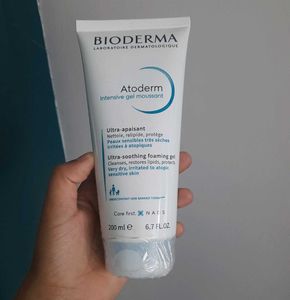 BIODERMA
LABORATOIRE DERMATOLOGIQUE
Atoderm
Intensive gel moussant
Ultra-apaisant
Nettoie, relipide, protège
Peaux sensibles très sèches
irritées à atopiques
Ultra-soothing foaming gel
Cleanses, restores lipids, protects
Very dry, irritated to atopic
sensitive skin
Care first.
NAOS
200 ml e 6.7 FL.OZ.